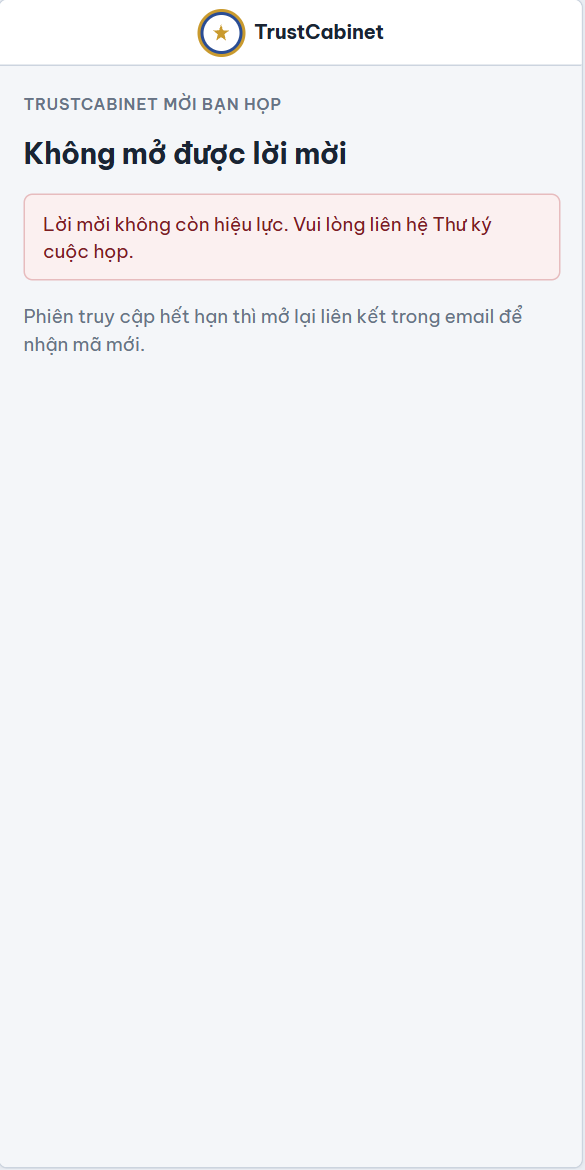 TrustCabinet
TRUSTCABINET MỜI BẠN HỌP
Không mở được lời mời
Lời mời không còn hiệu lực. Vui lòng liên hệ Thư ký
cuộc họp.
Phiên truy cập hết hạn thì mở lại liên kết trong email để
nhận mã mới.